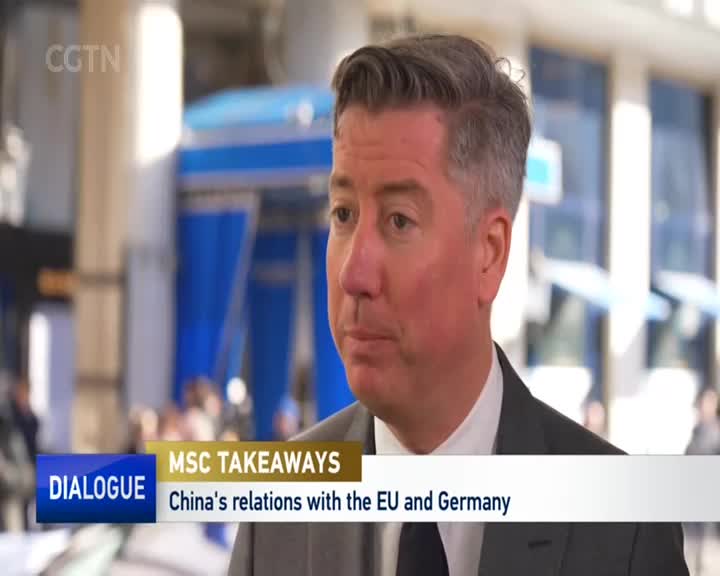 CGTN
MSC TAKEAWAYS
DIALOGUE
China's relations with the EU and Germany